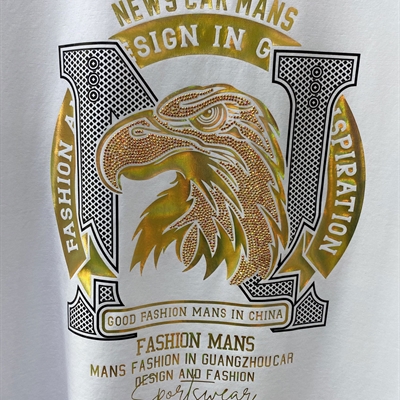 NEWS CAR MANS
ESIGN IN G
FASHION A
SPIRATION
GOOD FASHION MANS IN CHINA
FASHION MANS
MANS FASHION IN GUANGZHOUCAR
DESIGN AND FASHION
Sportswear